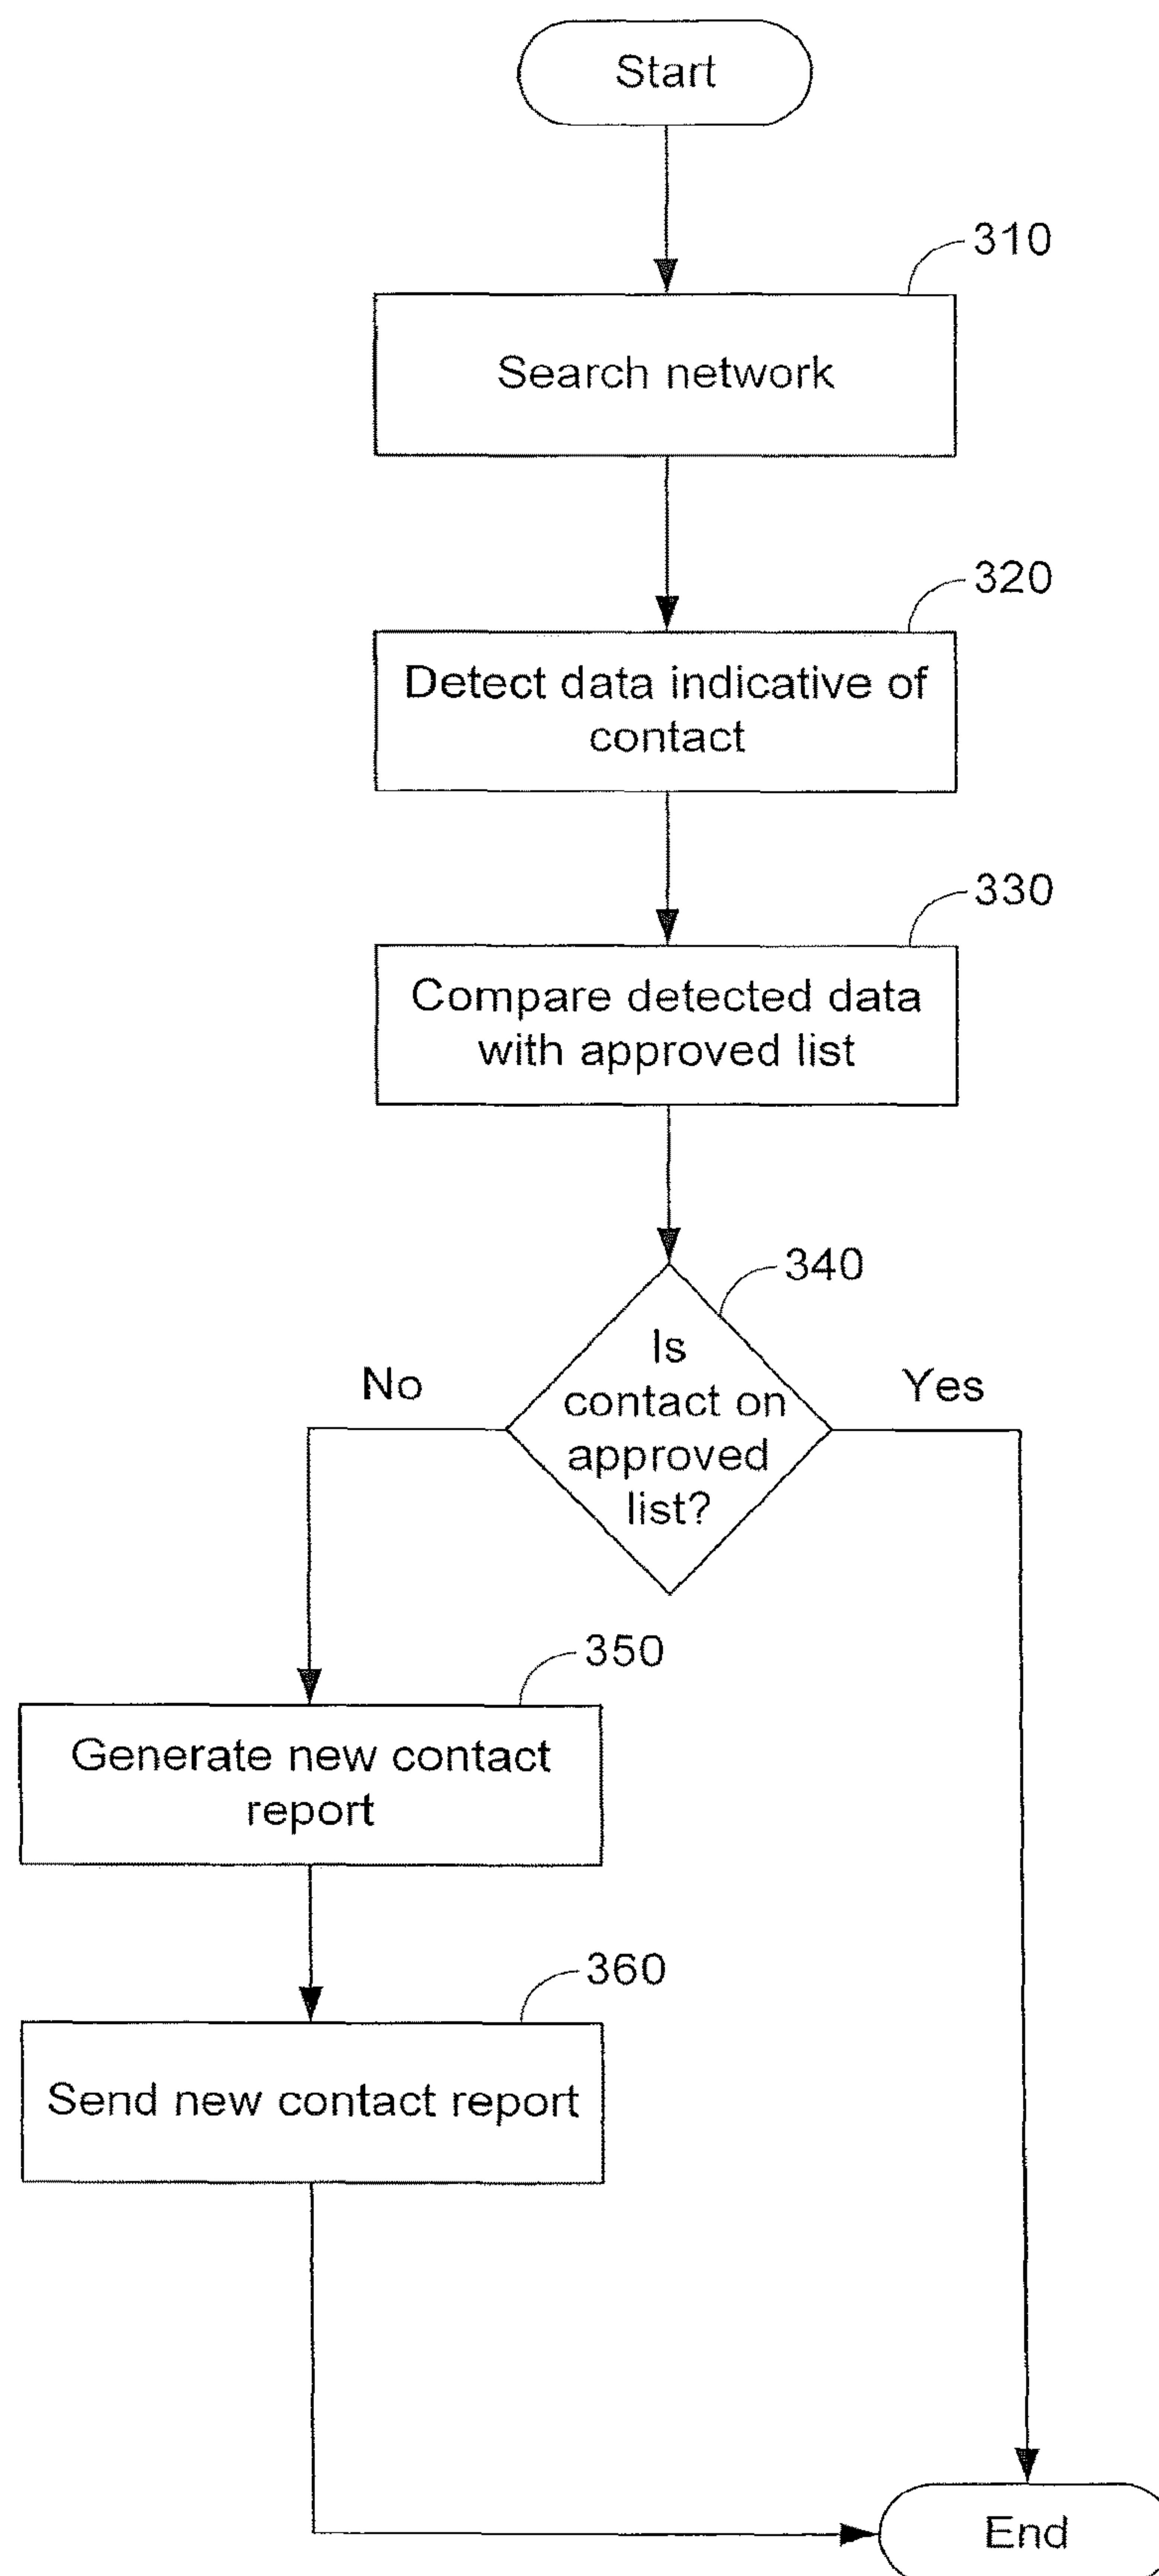 Start
310
Search network
320
Detect data indicative of
contact
330
Compare detected data
with approved list
340
Is
contact on
approved
list?
No
Yes
350
Generate new contact
report
360
Send new contact report
End